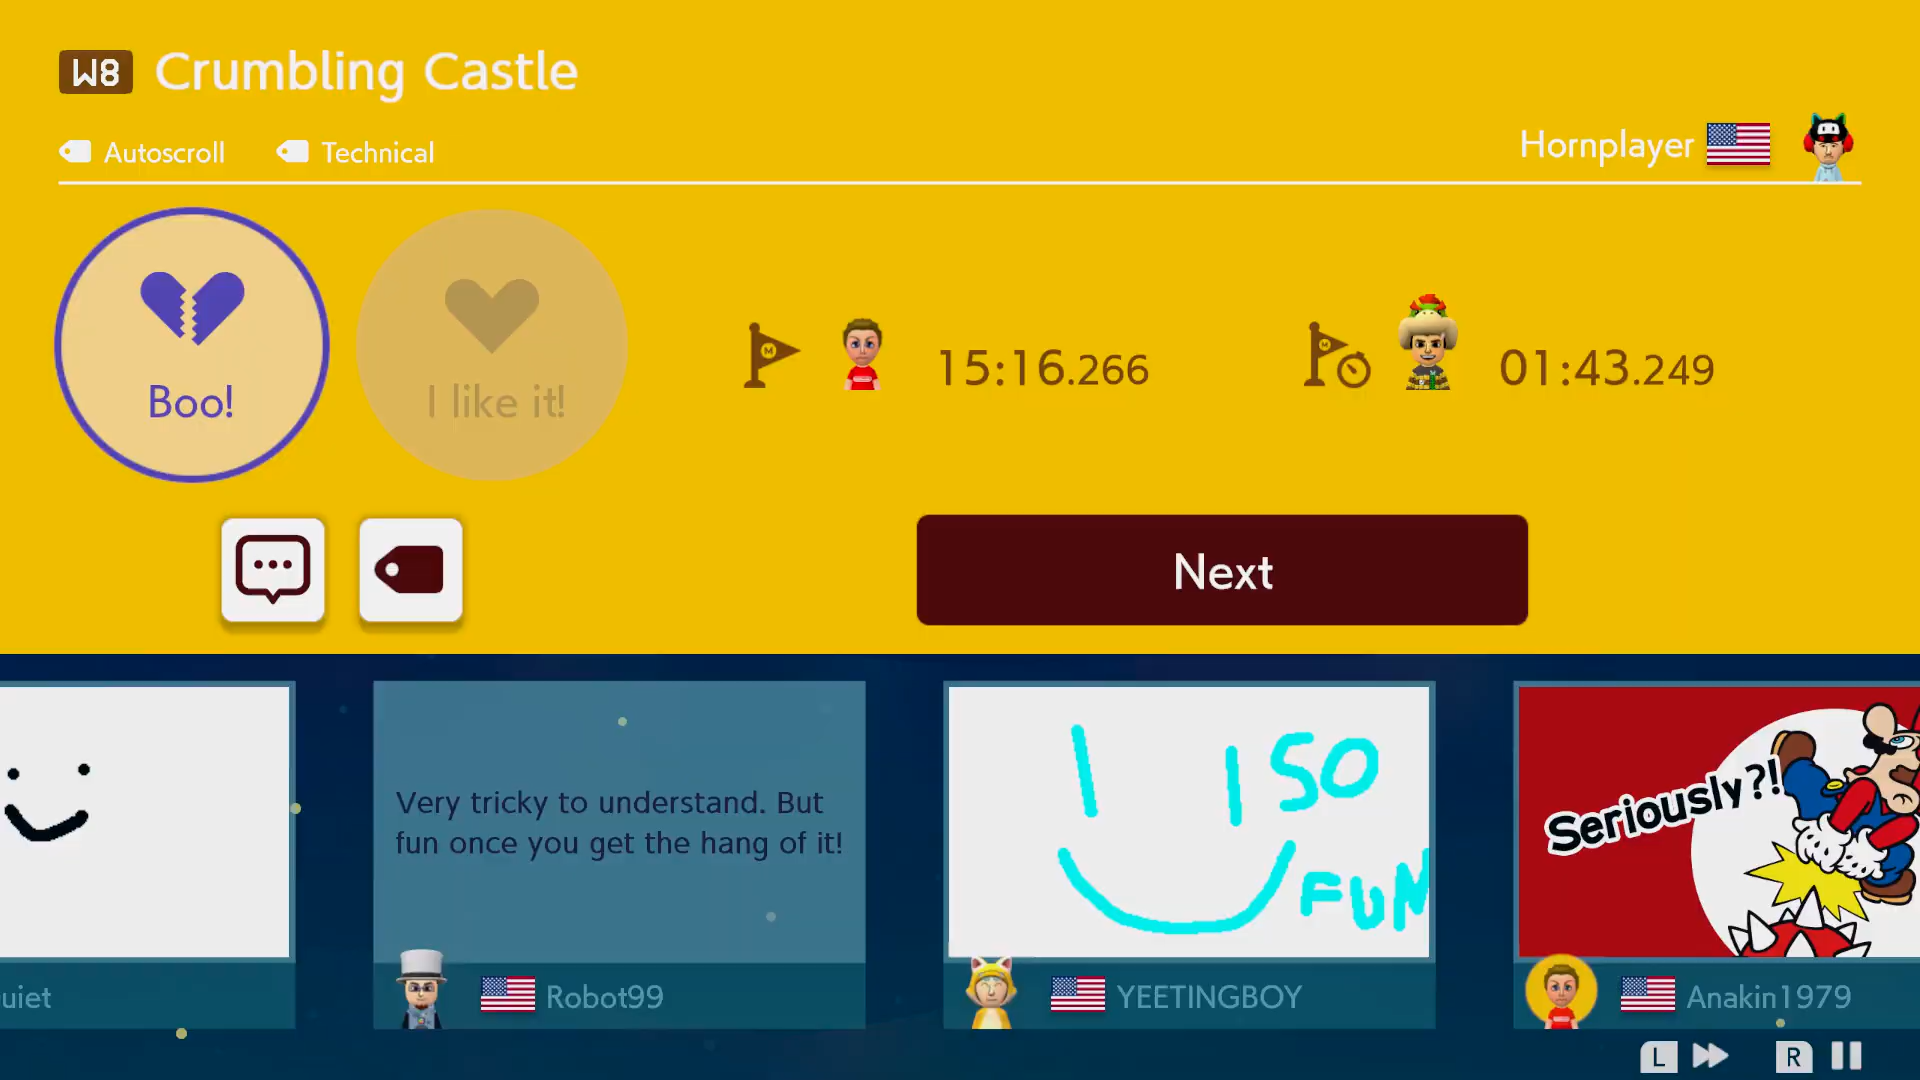 W8 Crumbling Castle
Autoscroll Technical
Hornplayer
Boo!
I like it!
M 15:16.266
M 01:43.249
Next
I SO
FUN
Very tricky to understand. But
fun once you get the hang of it!
Seriously?!
uiet
Robot99
YEETINGBOY
Anakin1979
L R